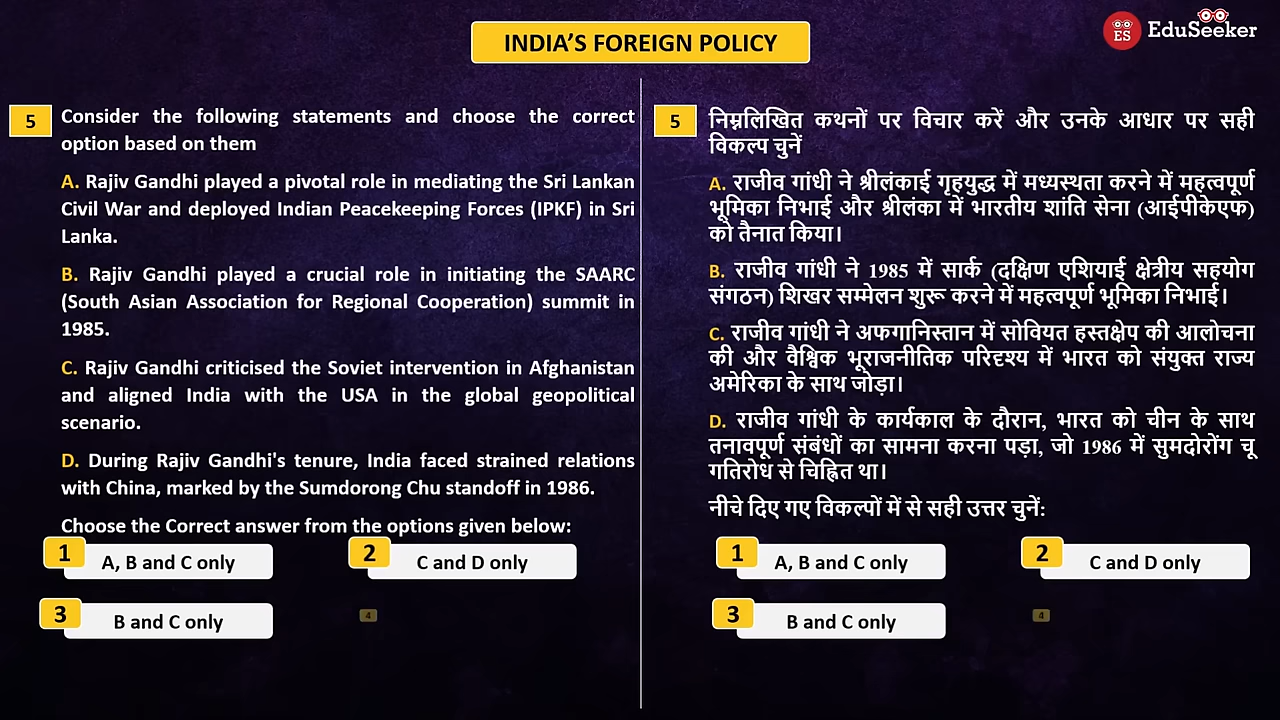 INDIA'S FOREIGN POLICY
ES EduSeeker
5 Consider the following statements and choose the correct
option based on them
A. Rajiv Gandhi played a pivotal role in mediating the Sri Lankan
Civil War and deployed Indian Peacekeeping Forces (IPKF) in Sri
Lanka.
B. Rajiv Gandhi played a crucial role in initiating the SAARC
(South Asian Association for Regional Cooperation) summit in
1985.
C. Rajiv Gandhi criticised the Soviet intervention in Afghanistan
and aligned India with the USA in the global geopolitical
scenario.
D. During Rajiv Gandhi's tenure, India faced strained relations
with China, marked by the Sumdorong Chu standoff in 1986.
Choose the Correct answer from the options given below:
1 A, B and C only
2 C and D only
3 B and C only
4
5 निम्नलिखित कथनों पर विचार करें और उनके आधार पर सही
विकल्प चुनें
A. राजीव गांधी ने श्रीलंकाई गृहयुद्ध में मध्यस्थता करने में महत्वपूर्ण
भूमिका निभाई और श्रीलंका में भारतीय शांति सेना (आईपीकेएफ)
को तैनात किया।
B. राजीव गांधी ने 1985 में सार्क (दक्षिण एशियाई क्षेत्रीय सहयोग
संगठन) शिखर सम्मेलन शुरू करने में महत्वपूर्ण भूमिका निभाई।
C. राजीव गांधी ने अफगानिस्तान में सोवियत हस्तक्षेप की आलोचना
की और वैश्विक भूराजनीतिक परिदृश्य में भारत को संयुक्त राज्य
अमेरिका के साथ जोड़ा।
D. राजीव गांधी के कार्यकाल के दौरान, भारत को चीन के साथ
तनावपूर्ण संबंधों का सामना करना पड़ा, जो 1986 में सुमदोरोंग चू
गतिरोध से चिह्नित था।
नीचे दिए गए विकल्पों में से सही उत्तर चुनें:
1 A, B and C only
2 C and D only
3 B and C only
4